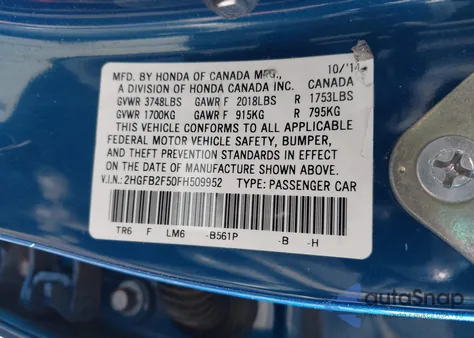 MFD. BY HONDA OF CANADA MFG., 10/'14
A DIVISION OF HONDA CANADA INC. CANADA
GVWR 3748LBS GAWR F 2018LBS R 1753LBS
GVWR 1700KG GAWR F 915KG R 795KG
THIS VEHICLE CONFORMS TO ALL APPLICABLE
FEDERAL MOTOR VEHICLE SAFETY, BUMPER,
AND THEFT PREVENTION STANDARDS IN EFFECT
ON THE DATE OF MANUFACTURE SHOWN ABOVE.
V.I.N.: 2HGFB2F50FH509952 TYPE: PASSENGER CAR
TR6 F LM6 -B561P -B -H
autoSnap